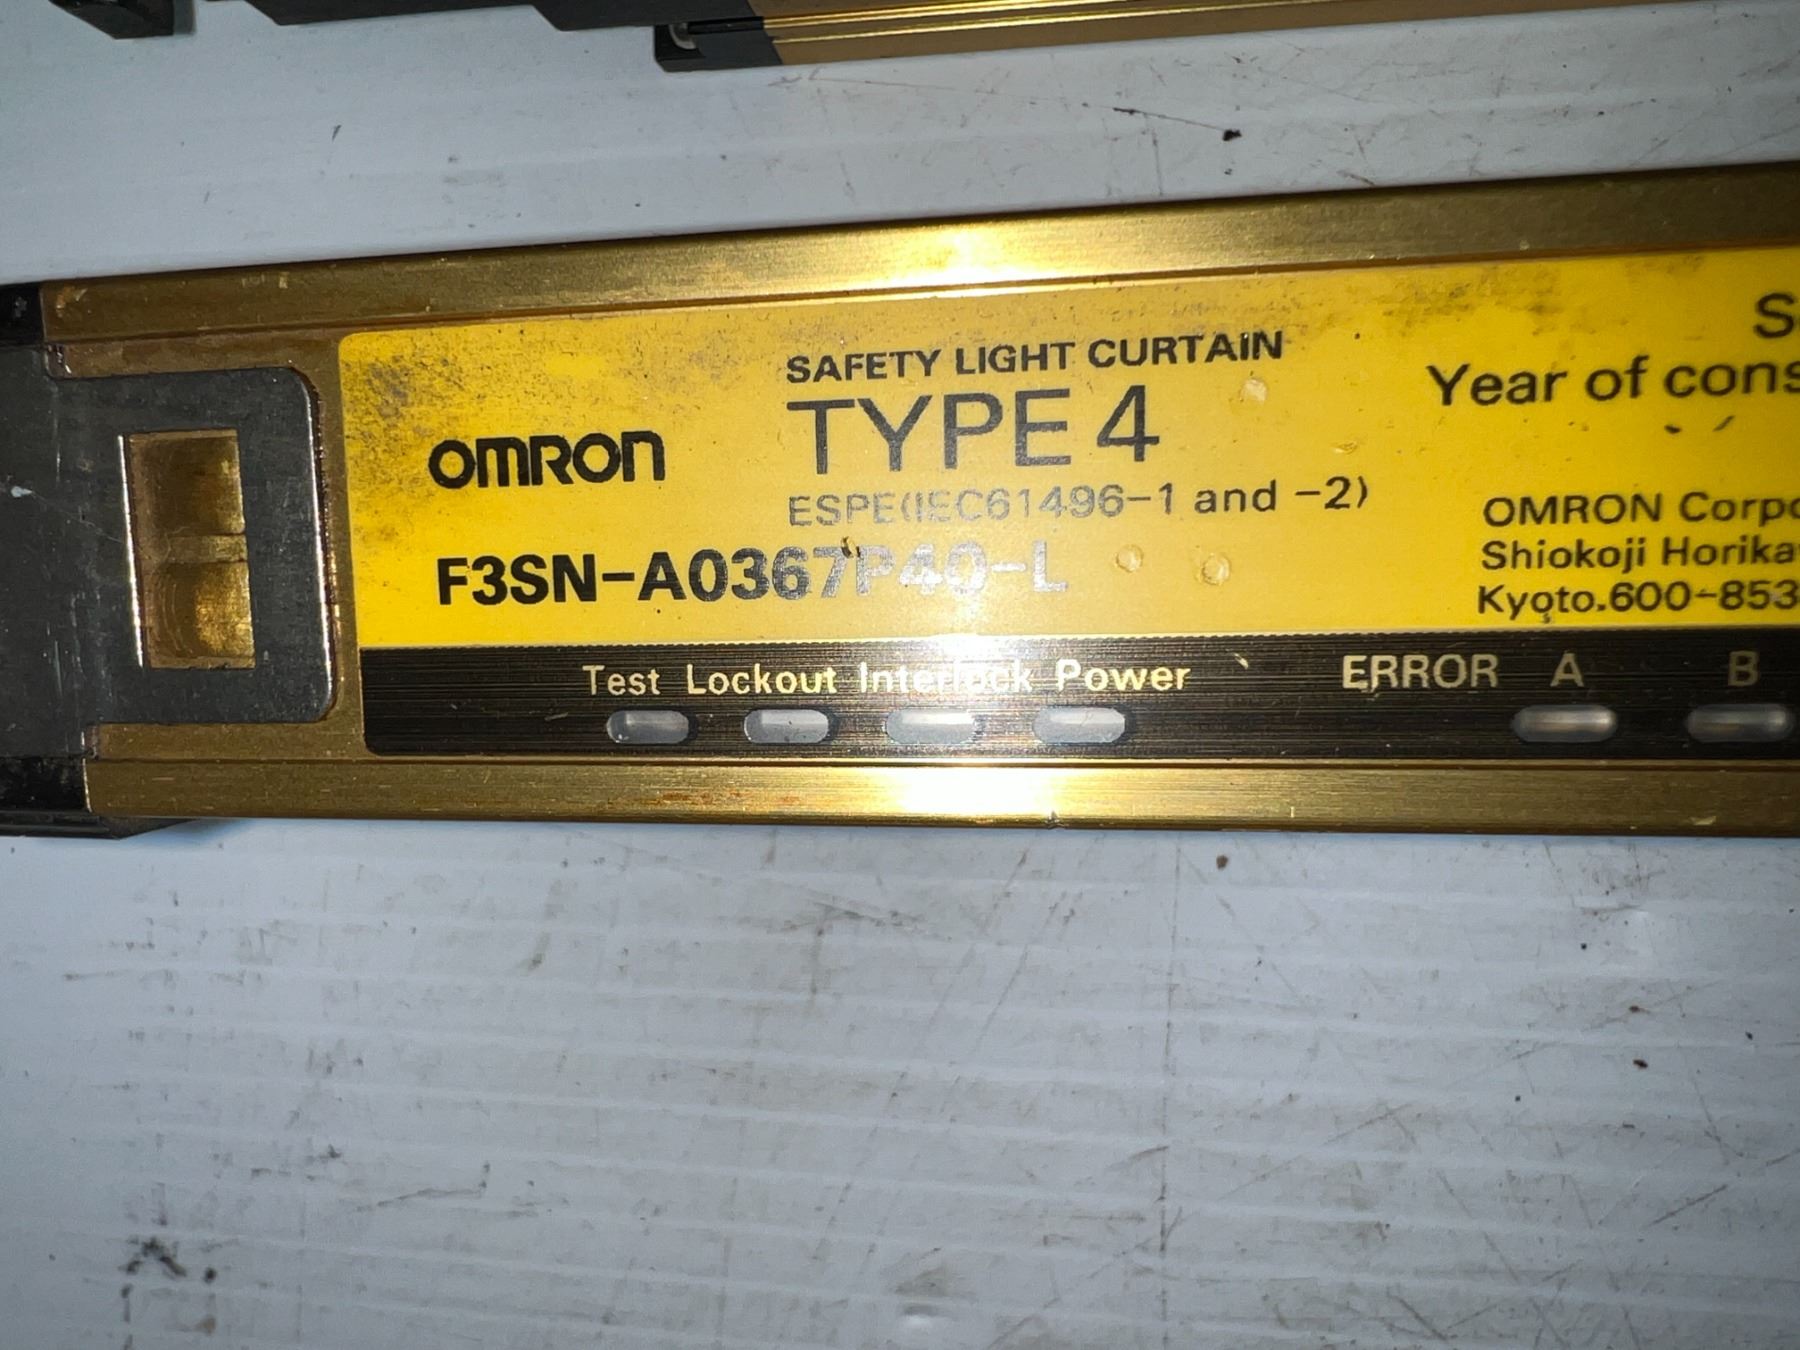 SAFETY LIGHT CURTAIN
OMRON TYPE 4
ESPE(IEC61496-1 and -2)
F3SN-A0367P40-L
Year of cons
OMRON Corpo
Shiokoji Horika
Kyoto.600-853
Test Lockout Interlock Power ERROR A B